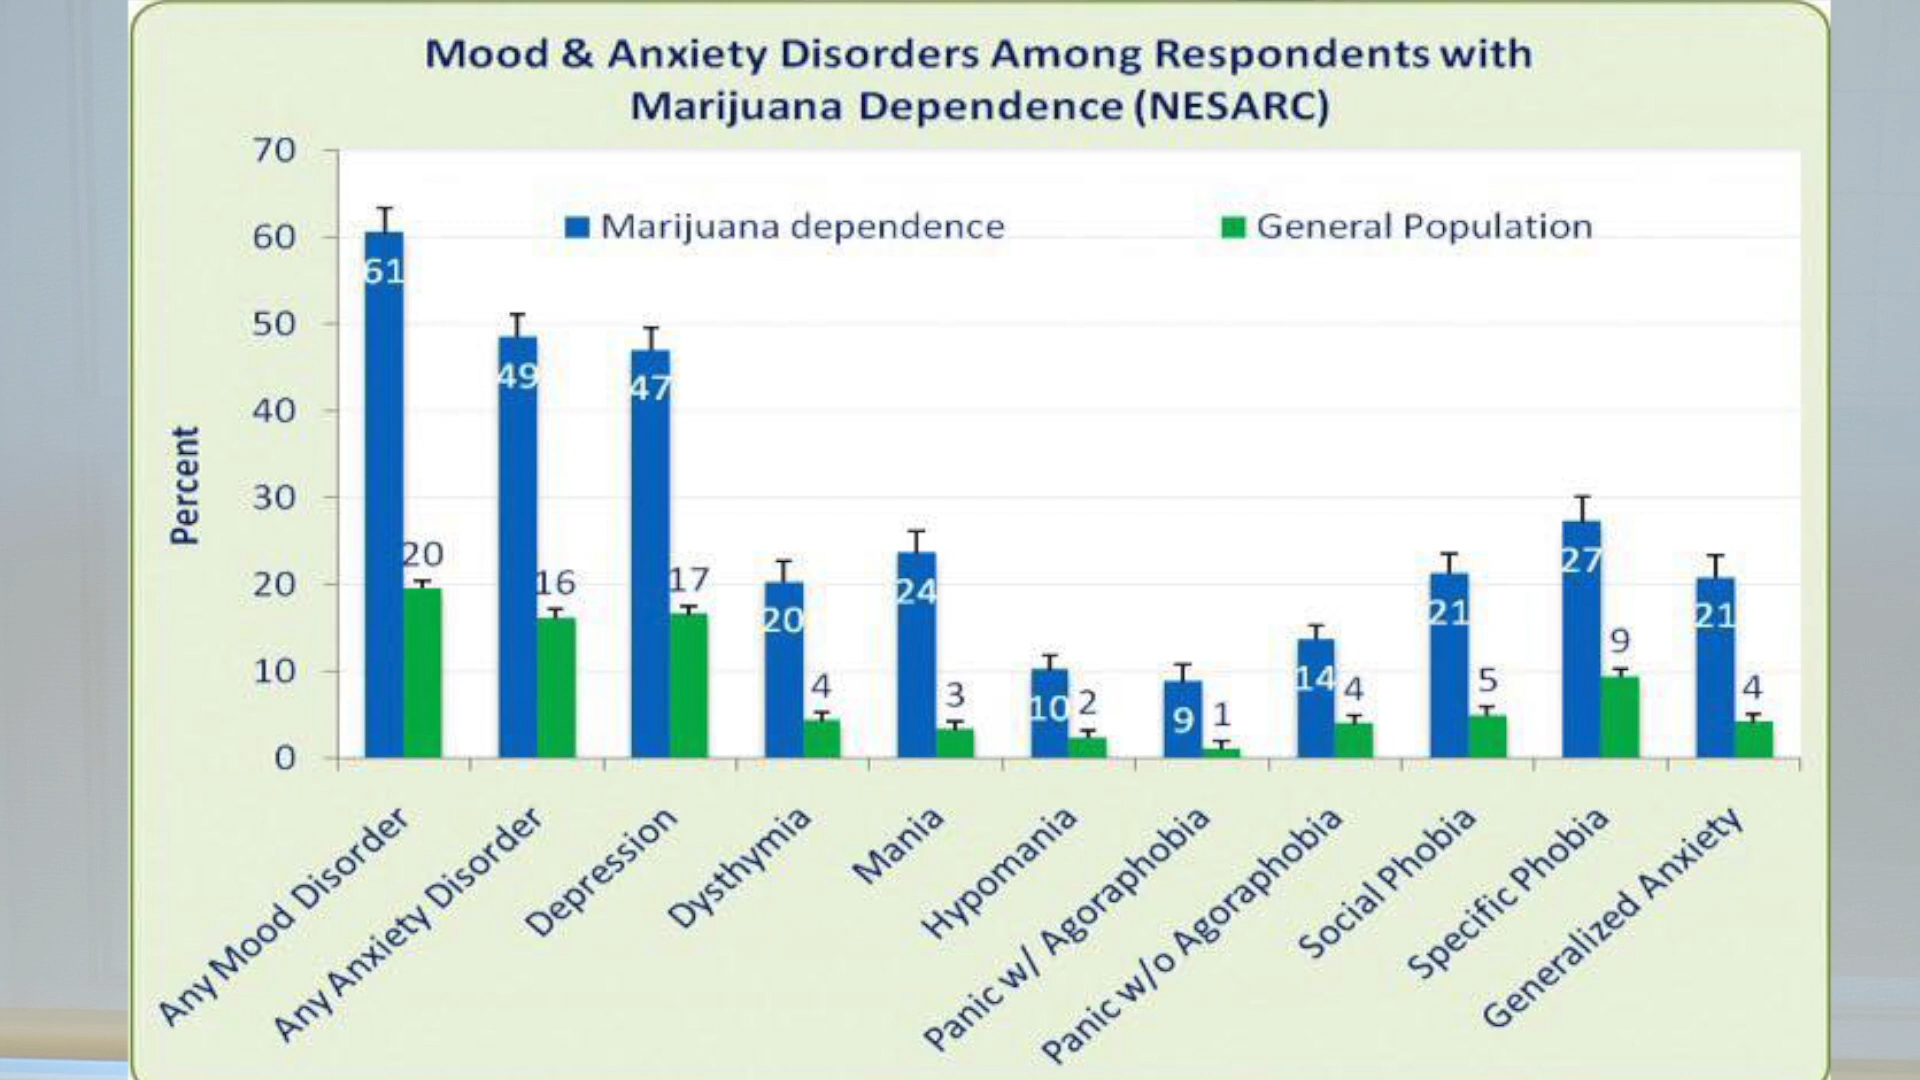 Mood & Anxiety Disorders Among Respondents with
Marijuana Dependence (NESARC)
70
60
50
40
30
20
10
0
Percent
Marijuana dependence
General Population
61
20
49
16
47
17
20
4
24
3
10
2
9
1
14
4
21
5
27
9
21
4
Any Mood Disorder
Any Anxiety Disorder
Depression
Dysthymia
Mania
Hypomania
Panic w/ Agoraphobia
Panic w/o Agoraphobia
Social Phobia
Specific Phobia
Generalized Anxiety